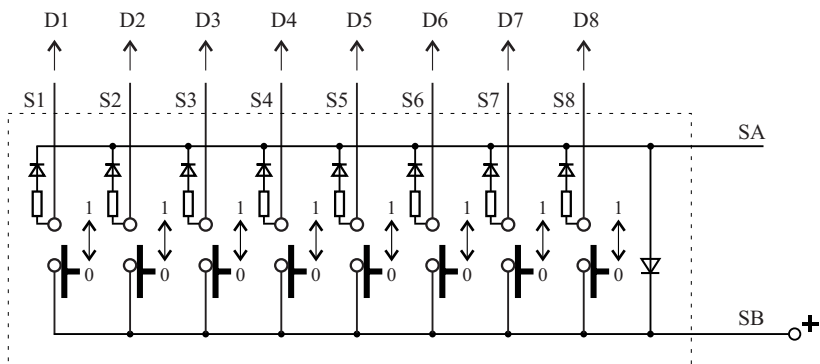 D1 D2 D3 D4 D5 D6 D7 D8
S1 S2 S3 S4 S5 S6 S7 S8
SA
1 1 1 1 1 1 1 1
0 0 0 0 0 0 0 0
SB
+